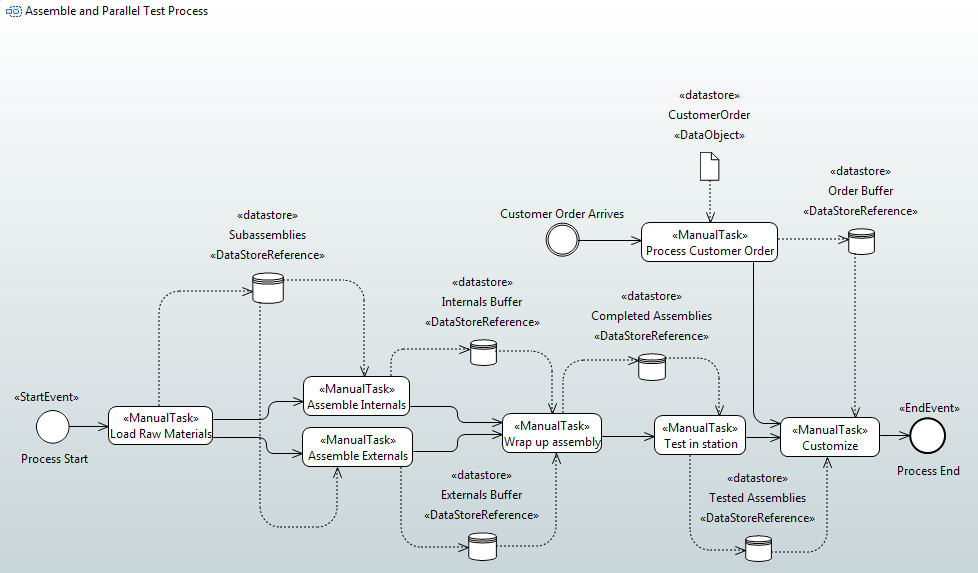 Assemble and Parallel Test Process
«datastore»
CustomerOrder
«DataObject»
«datastore»
Order Buffer
«DataStoreReference»
Customer Order Arrives
«ManualTask»
Process Customer Order
«datastore»
Subassemblies
«DataStoreReference»
«datastore»
Internals Buffer
«DataStoreReference»
«datastore»
Completed Assemblies
«DataStoreReference»
«StartEvent»
Process Start
«ManualTask»
Load Raw Materials
«ManualTask»
Assemble Internals
«ManualTask»
Assemble Externals
«ManualTask»
Wrap up assembly
«ManualTask»
Test in station
«ManualTask»
Customize
«EndEvent»
Process End
«datastore»
Externals Buffer
«DataStoreReference»
«datastore»
Tested Assemblies
«DataStoreReference»